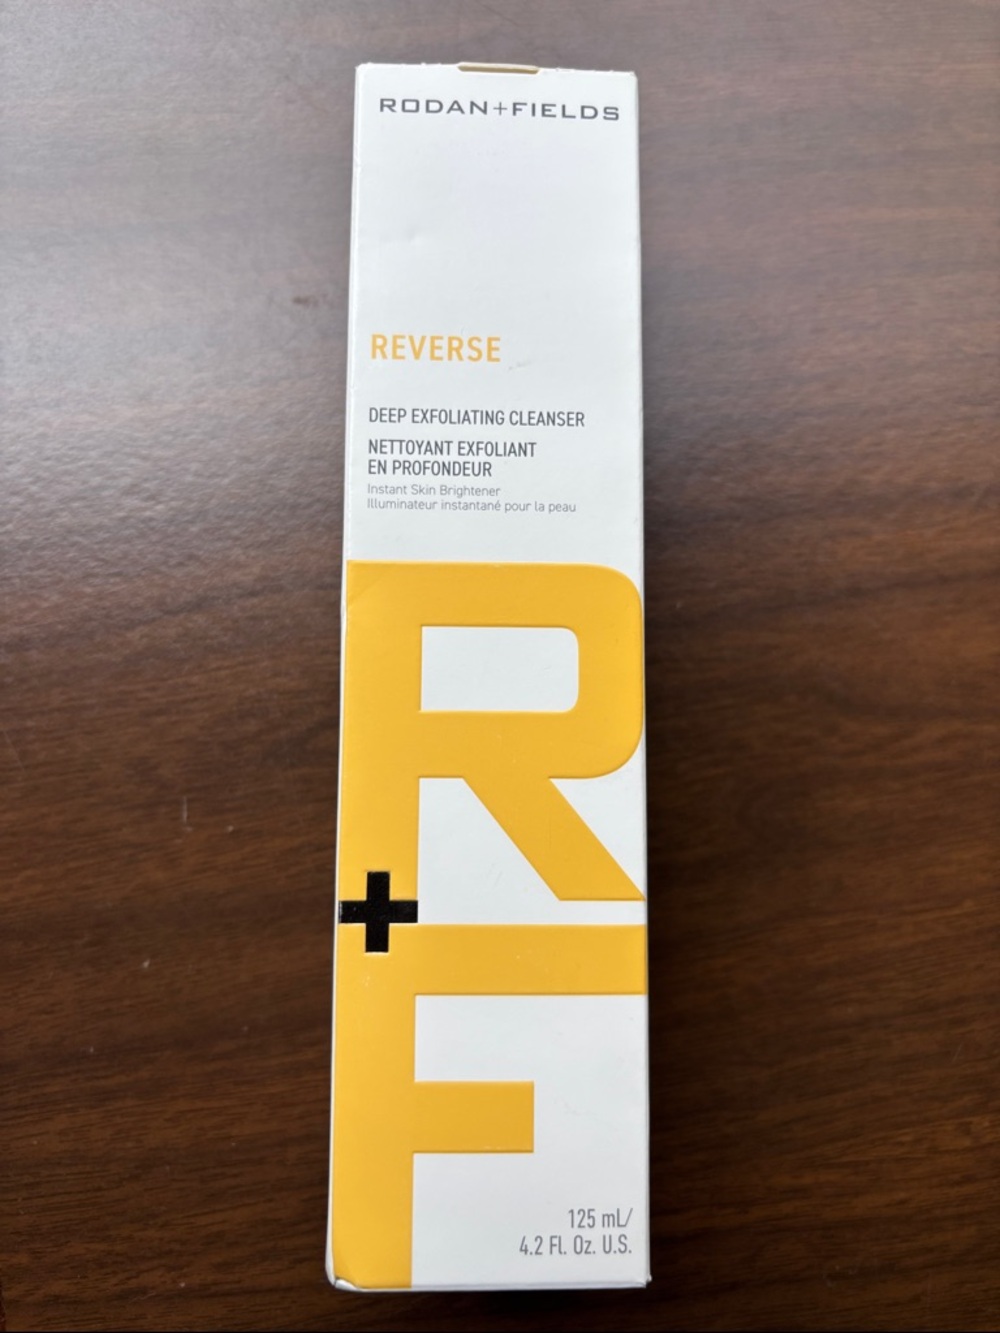 RODAN+FIELDS
REVERSE
DEEP EXFOLIATING CLEANSER
NETTOYANT EXFOLIANT
EN PROFONDEUR
Instant Skin Brightener
Illuminateur instantané pour la peau
R
+
F
125 mL/
4.2 Fl. Oz. U.S.